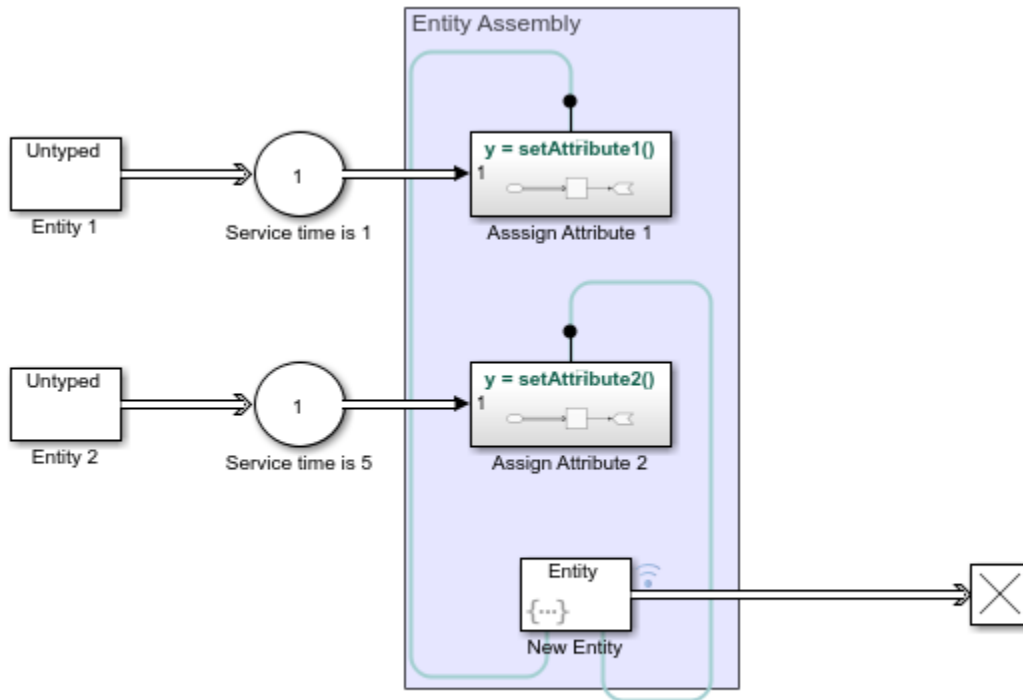 Entity Assembly
y = setAttribute1()
Untyped
1
1
Entity 1
Service time is 1
Asssign Attribute 1
y = setAttribute2()
Untyped
1
1
Entity 2
Service time is 5
Assign Attribute 2
Entity
{...}
New Entity